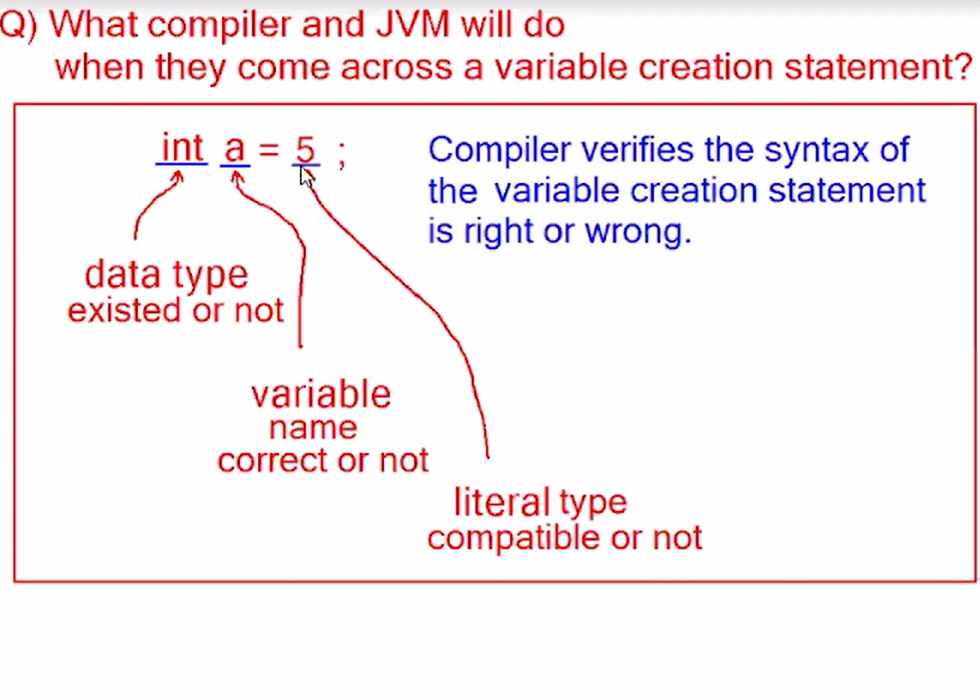 Q) What compiler and JVM will do
when they come across a variable creation statement?
int a = 5 ;
Compiler verifies the syntax of
the variable creation statement
is right or wrong.
data type
existed or not
variable
name
correct or not
literal type
compatible or not